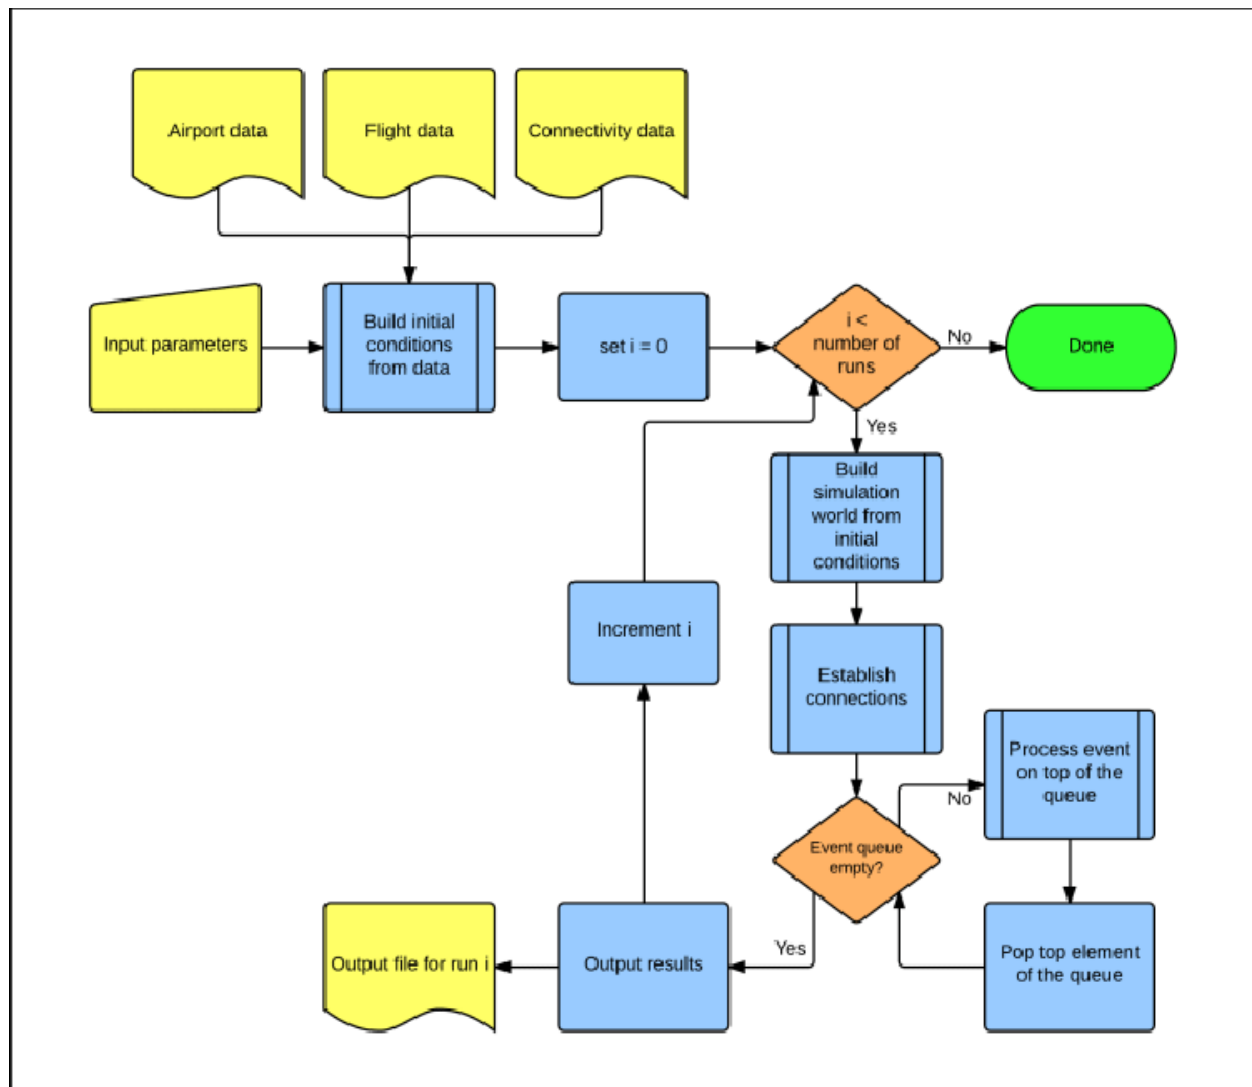 Airport data
Flight data
Connectivity data
Input parameters
Build initial
conditions
from data
set i = 0
i <
number of
runs
No
Done
Yes
Build
simulation
world from
initial
conditions
Increment i
Establish
connections
Process event
on top of the
queue
No
Event queue
empty?
Yes
Output file for run i
Output results
Pop top element
of the queue